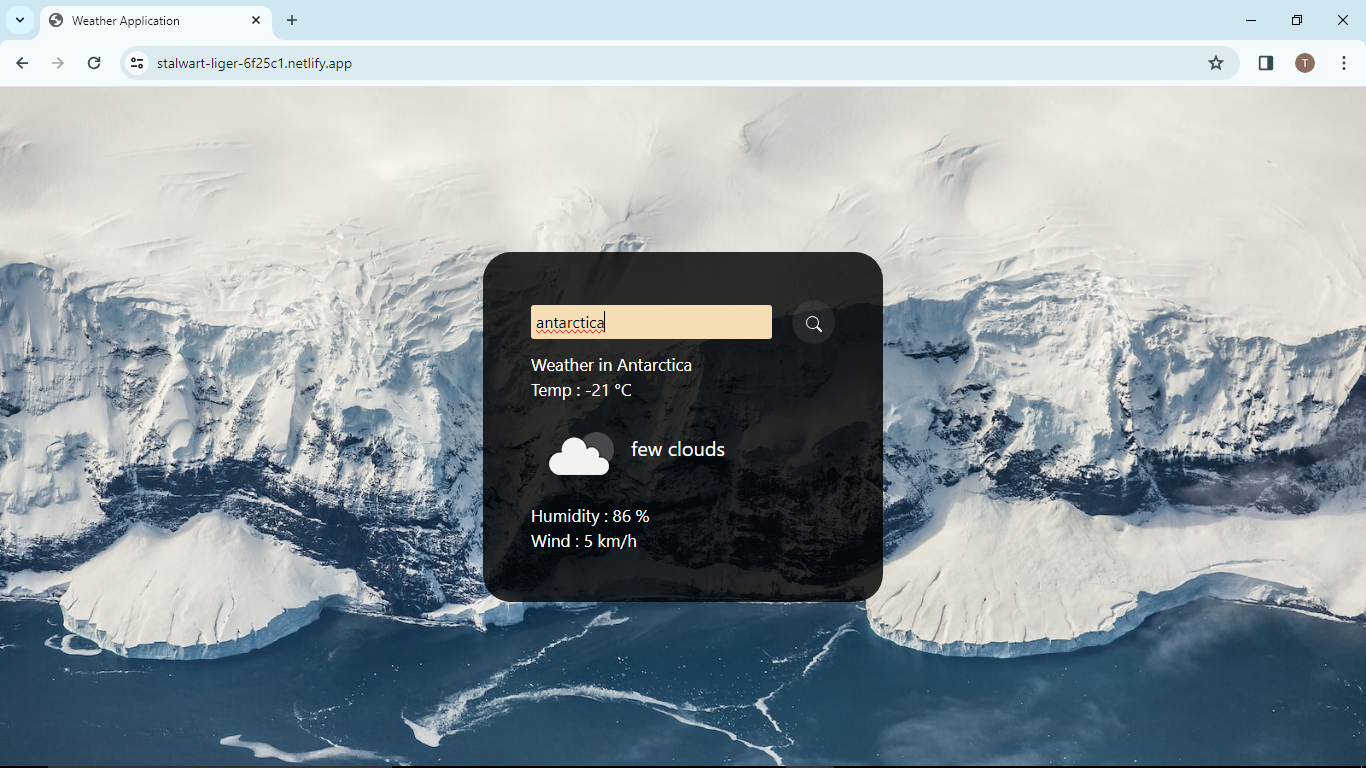 Weather Application
stalwart-liger-6f25c1.netlify.app
T
antarctica
Weather in Antarctica
Temp : -21 °C
few clouds
Humidity : 86 %
Wind : 5 km/h